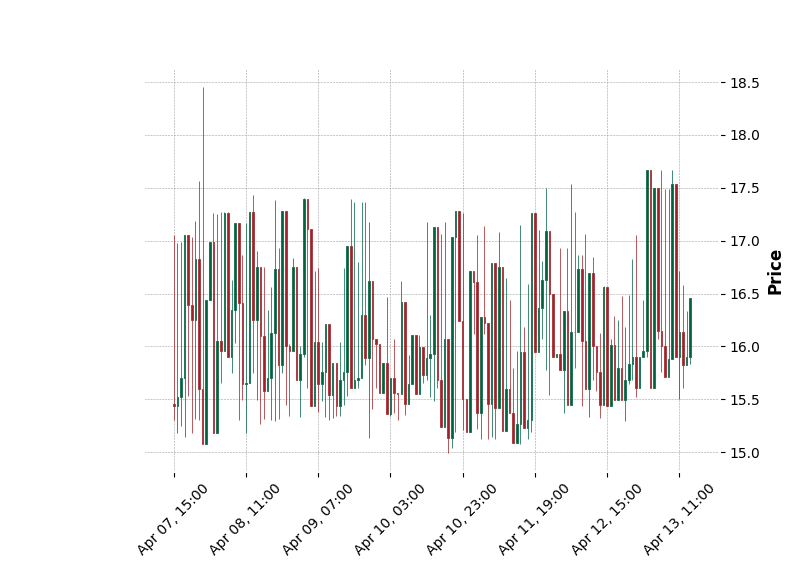 18.5
18.0
17.5
17.0
16.5
16.0
15.5
15.0
Price
Apr 07, 15:00
Apr 08, 11:00
Apr 09, 07:00
Apr 10, 03:00
Apr 10, 23:00
Apr 11, 19:00
Apr 12, 15:00
Apr 13, 11:00